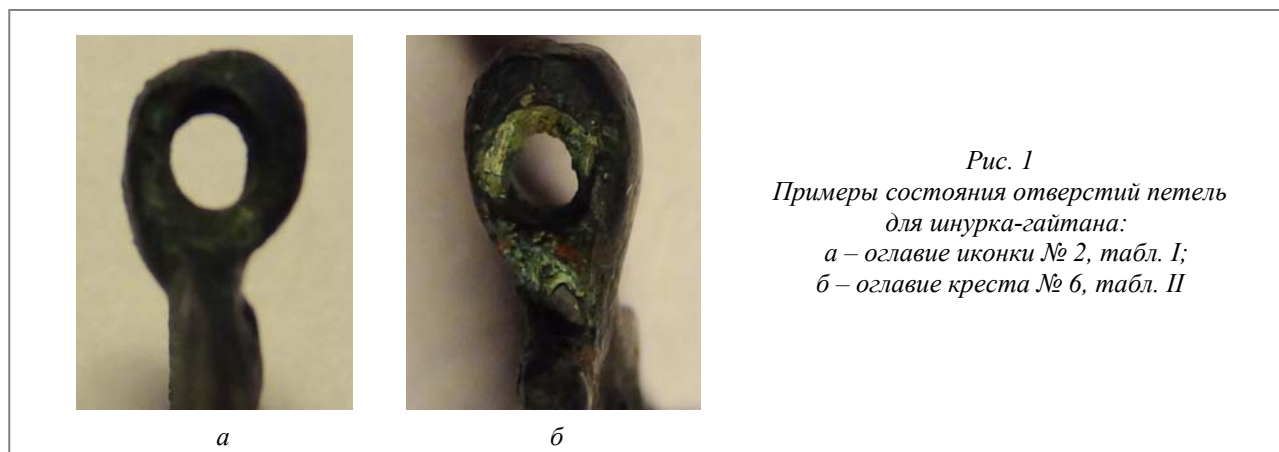 Рис. 1
Примеры состояния отверстий петель
для шнурка-гайтана:
а – оглавие иконки № 2, табл. I;
б – оглавие креста № 6, табл. II
а
б